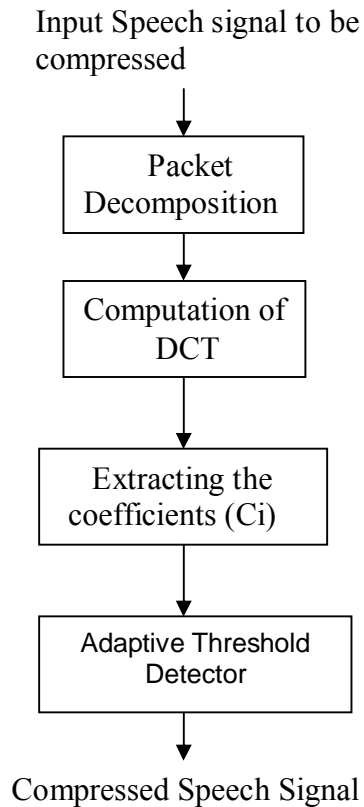 Input Speech signal to be
compressed
Packet
Decomposition
Computation of
DCT
Extracting the
coefficients (Ci)
Adaptive Threshold
Detector
Compressed Speech Signal